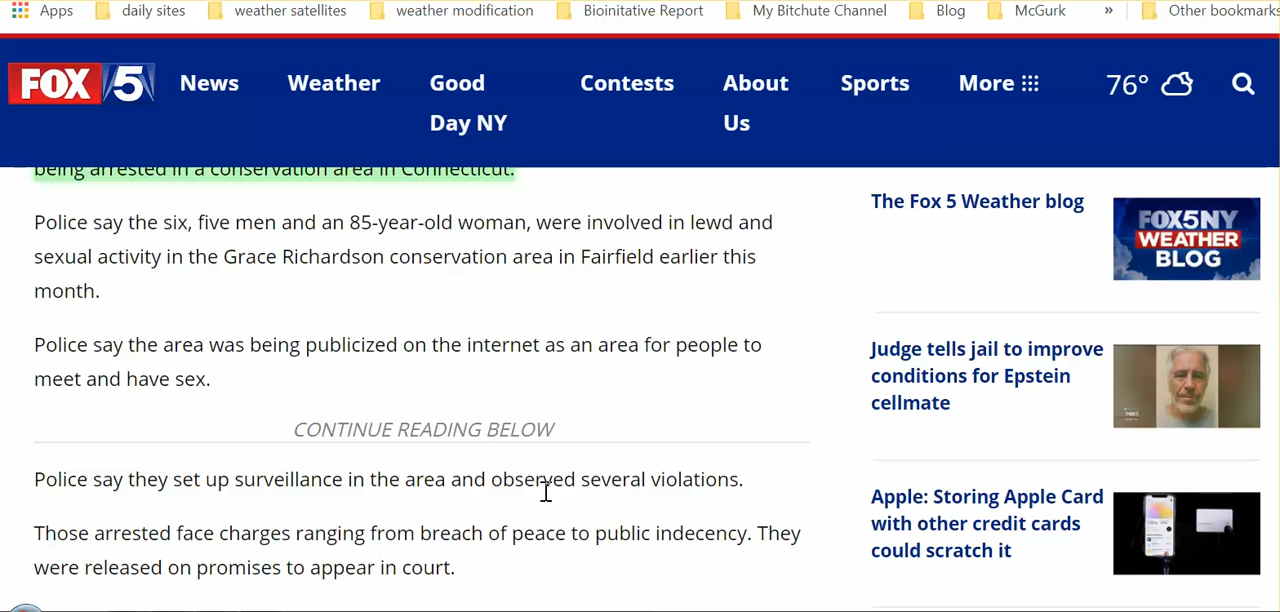 Apps daily sites weather satellites weather modification Bioinitative Report My Bitchute Channel Blog McGurk » Other bookmarks
FOX 5 News Weather Good Day NY Contests About Us Sports More 76°
being arrested in a conservation area in Connecticut.
Police say the six, five men and an 85-year-old woman, were involved in lewd and
sexual activity in the Grace Richardson conservation area in Fairfield earlier this
month.
Police say the area was being publicized on the internet as an area for people to
meet and have sex.
CONTINUE READING BELOW
Police say they set up surveillance in the area and observed several violations.
Those arrested face charges ranging from breach of peace to public indecency. They
were released on promises to appear in court.
The Fox 5 Weather blog
FOX5NY
WEATHER
BLOG
Judge tells jail to improve
conditions for Epstein
cellmate
Apple: Storing Apple Card
with other credit cards
could scratch it